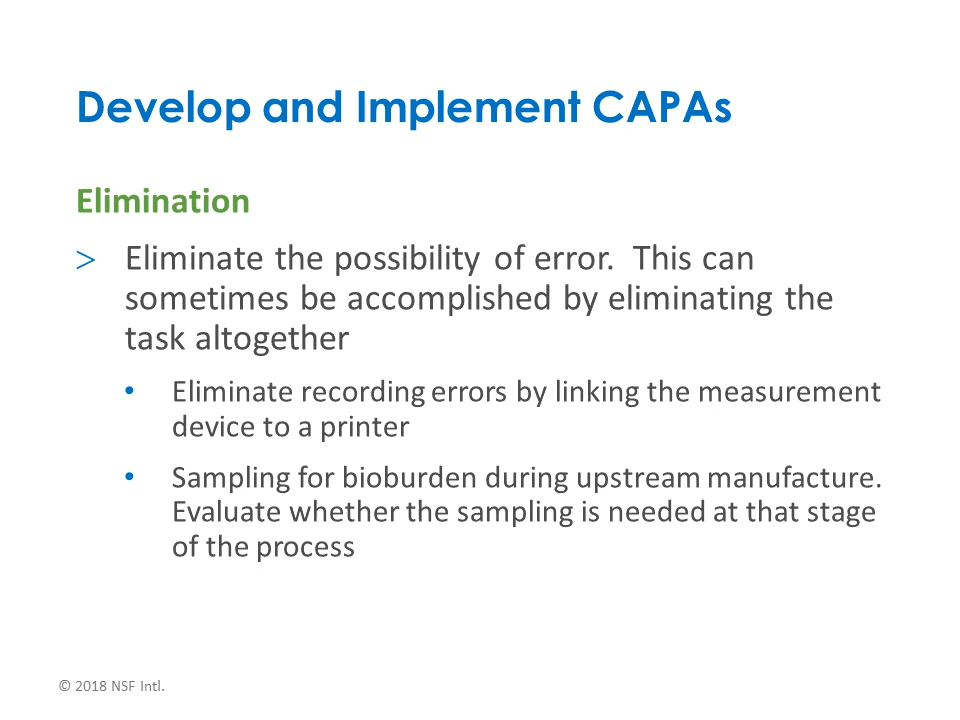 Develop and Implement CAPAs
Elimination
> Eliminate the possibility of error.  This can
sometimes be accomplished by eliminating the
task altogether
• Eliminate recording errors by linking the measurement
device to a printer
• Sampling for bioburden during upstream manufacture.
Evaluate whether the sampling is needed at that stage
of the process
© 2018 NSF Intl.